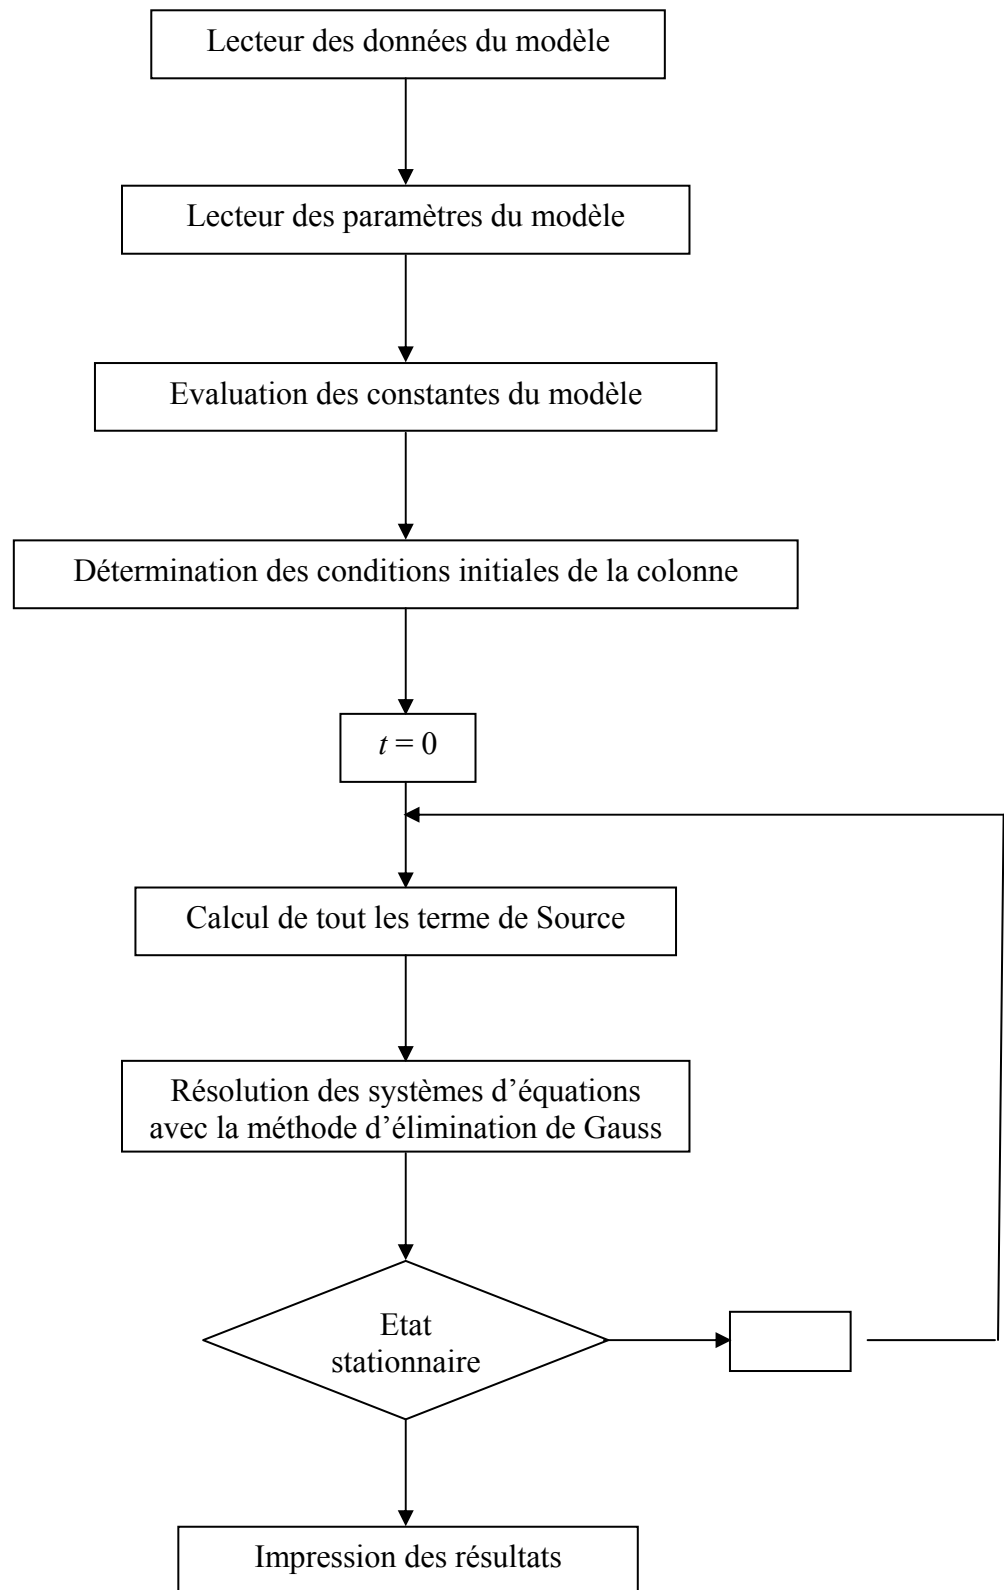 Lecteur des données du modèle
Lecteur des paramètres du modèle
Evaluation des constantes du modèle
Détermination des conditions initiales de la colonne
t = 0
Calcul de tout les terme de Source
Résolution des systèmes d’équations
avec la méthode d’élimination de Gauss
Etat
stationnaire
Impression des résultats